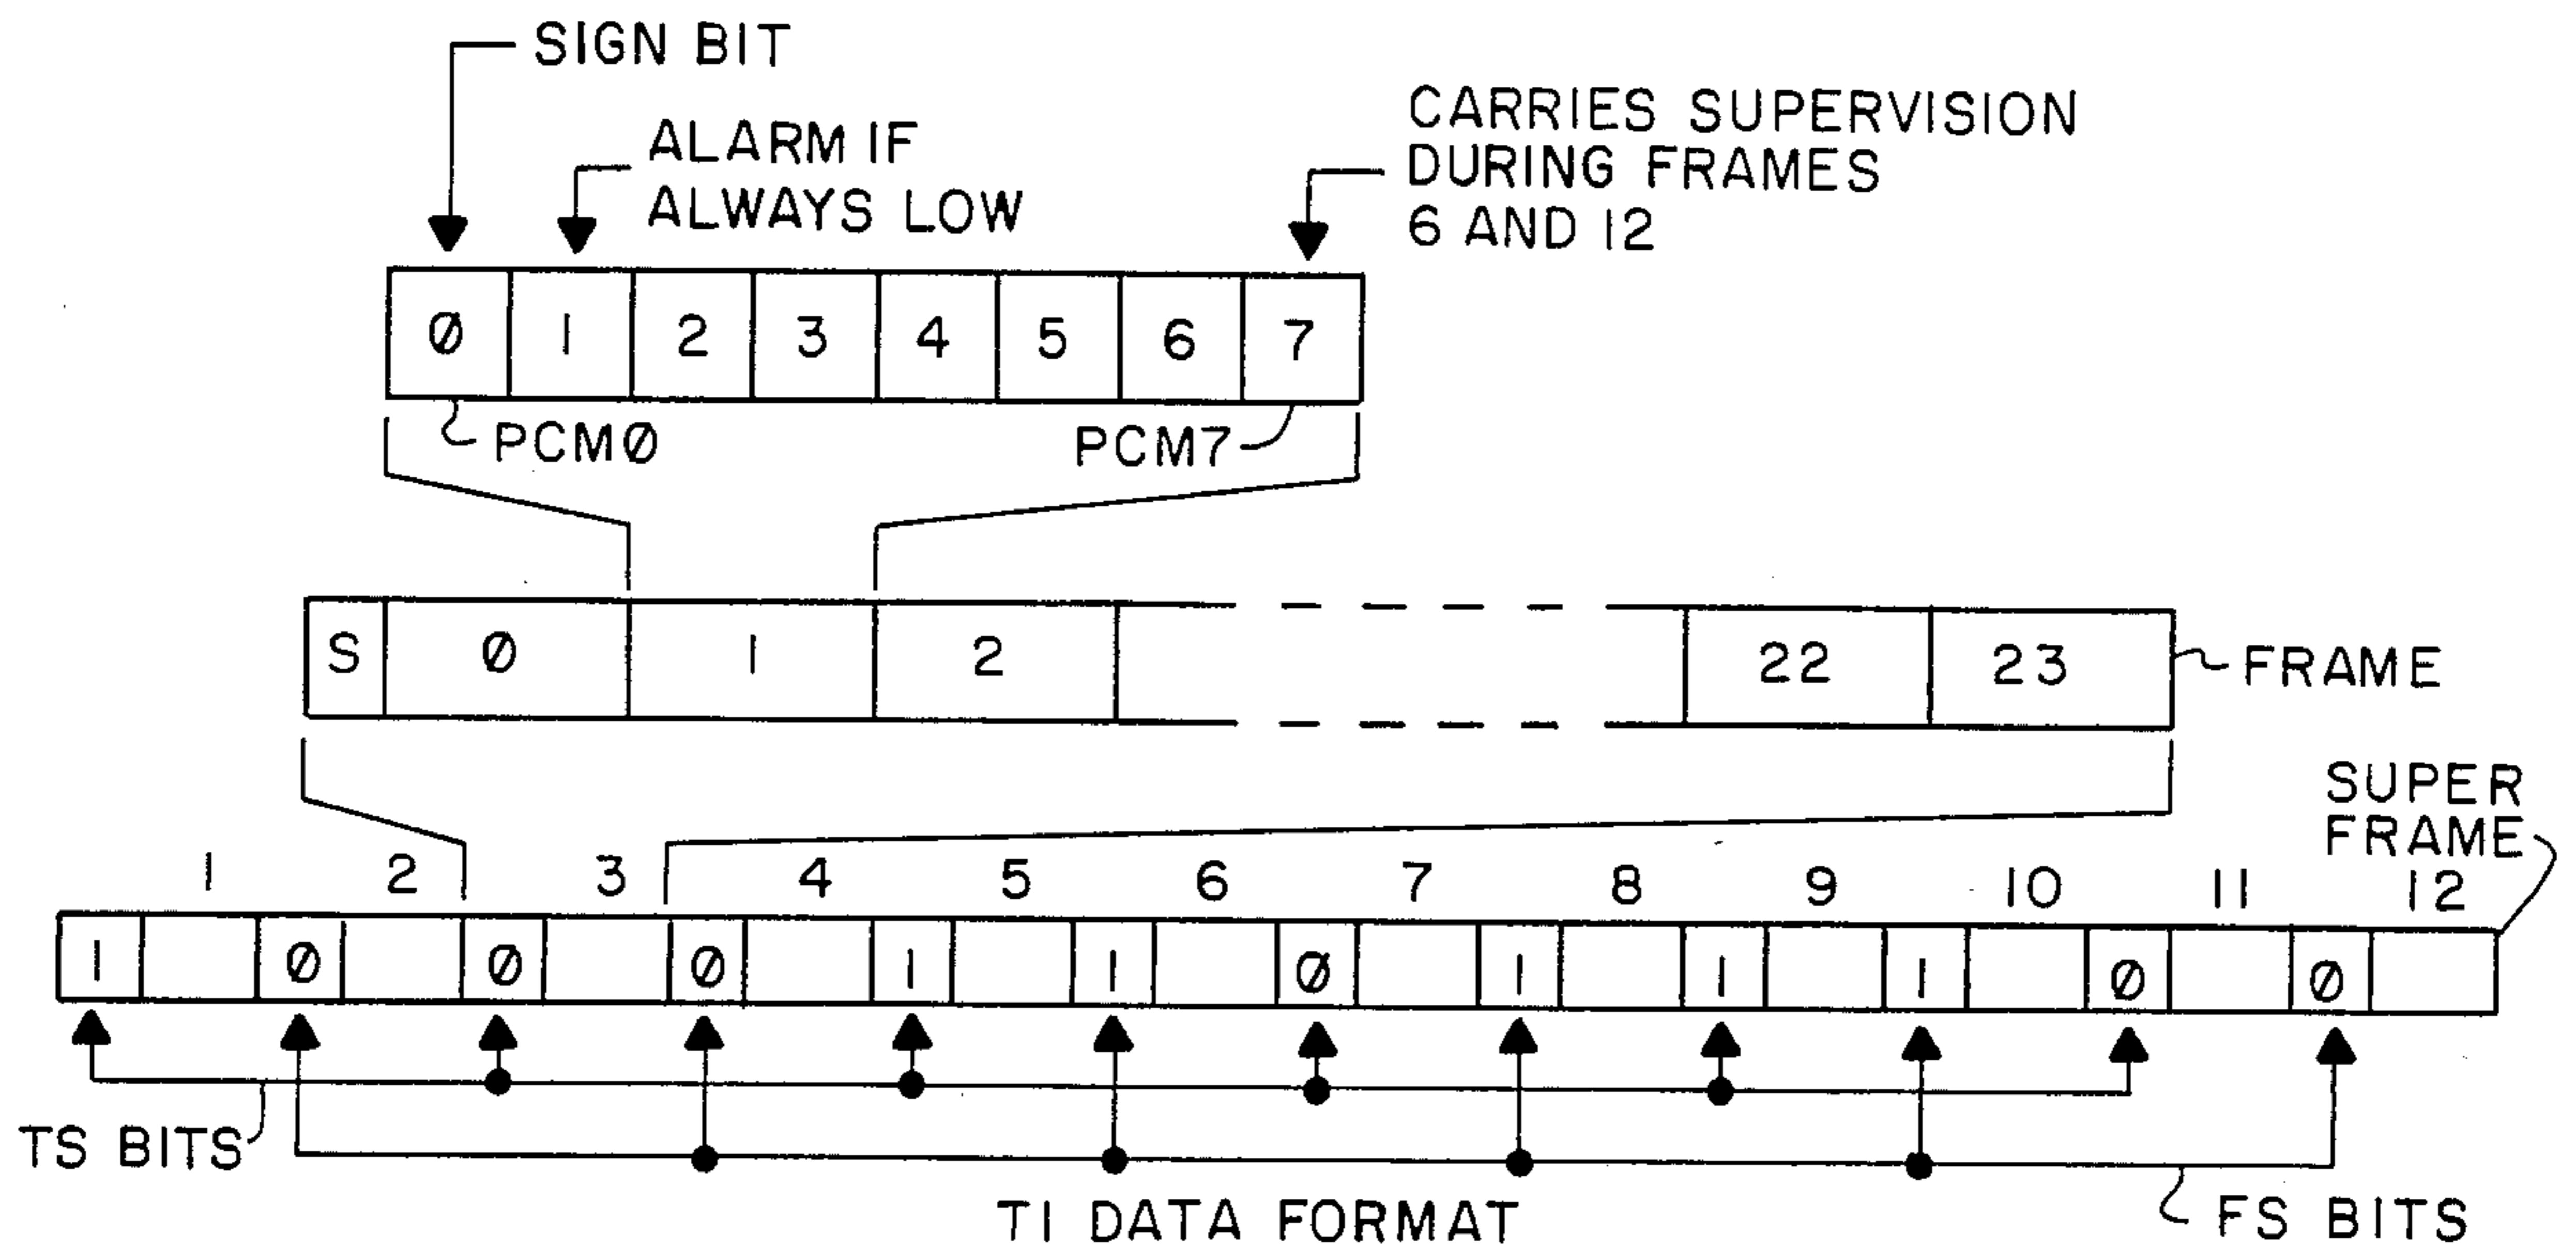 SIGN BIT
ALARM IF
ALWAYS LOW
CARRIES SUPERVISION
DURING FRAMES
6 AND 12
Ø 1 2 3 4 5 6 7
PCMØ
PCM7
S Ø 1 2 22 23
FRAME
SUPER
FRAME
1 2 3 4 5 6 7 8 9 10 11 12
1 Ø Ø Ø 1 1 Ø 1 1 1 Ø Ø
TS BITS
FS BITS
T1 DATA FORMAT